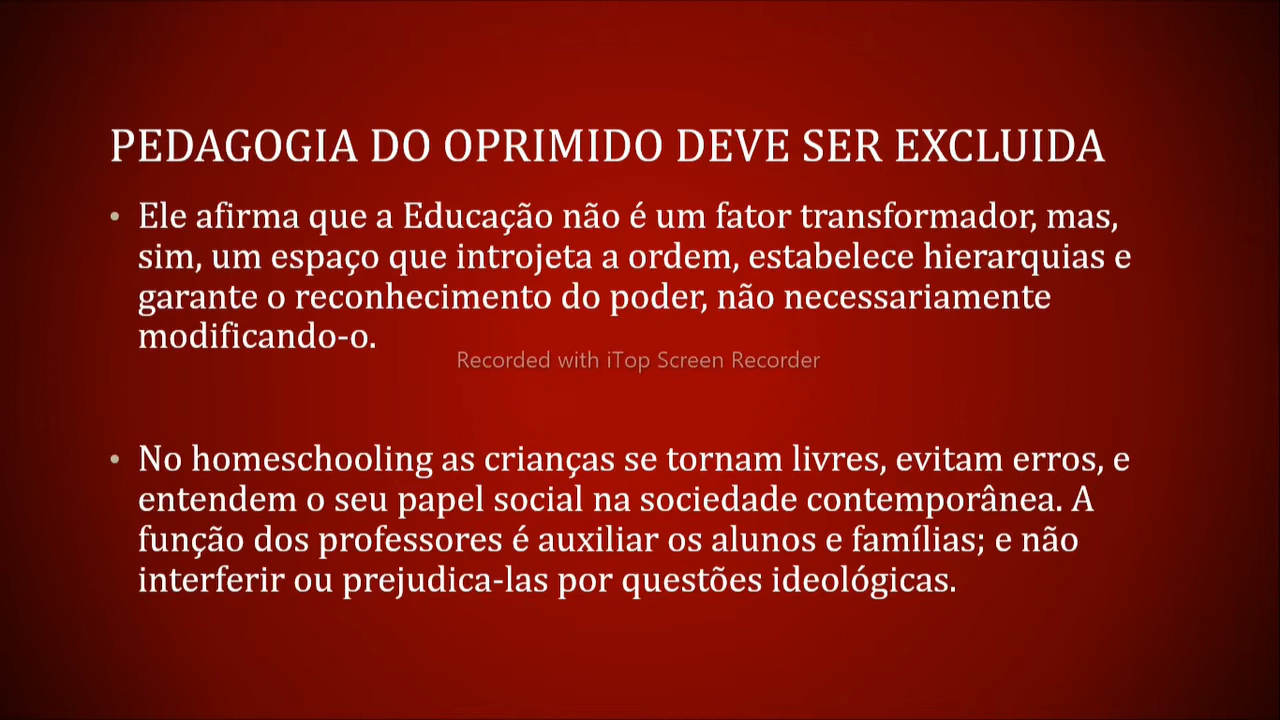 PEDAGOGIA DO OPRIMIDO DEVE SER EXCLUIDA
• Ele afirma que a Educação não é um fator transformador, mas,
sim, um espaço que introjeta a ordem, estabelece hierarquias e
garante o reconhecimento do poder, não necessariamente
modificando-o.
Recorded with iTop Screen Recorder
• No homeschooling as crianças se tornam livres, evitam erros, e
entendem o seu papel social na sociedade contemporânea. A
função dos professores é auxiliar os alunos e famílias; e não
interferir ou prejudica-las por questões ideológicas.